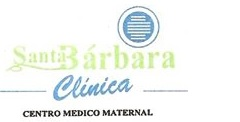 Santa Bárbara
Clínica
CENTRO MEDICO MATERNAL